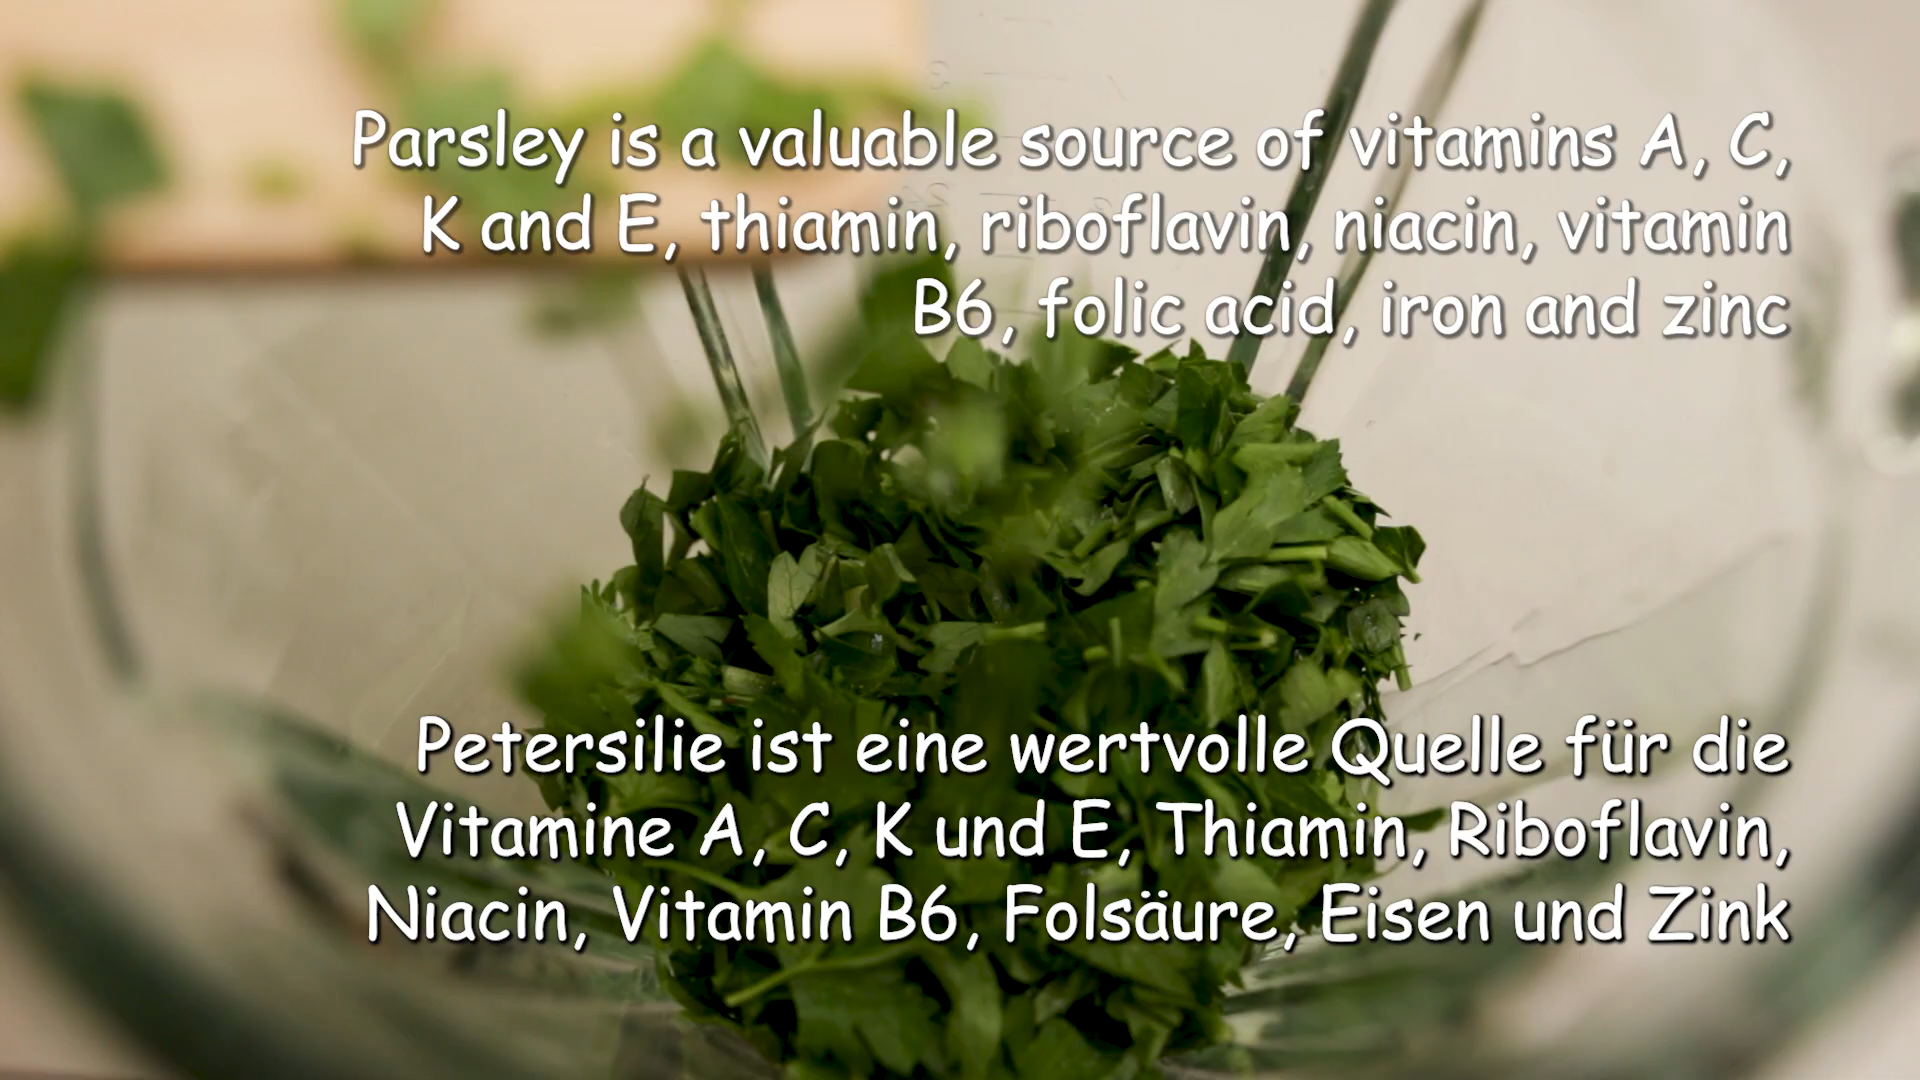 Parsley is a valuable source of vitamins A, C,
K and E, thiamin, riboflavin, niacin, vitamin
B6, folic acid, iron and zinc
Petersilie ist eine wertvolle Quelle für die
Vitamine A, C, K und E, Thiamin, Riboflavin,
Niacin, Vitamin B6, Folsäure, Eisen und Zink